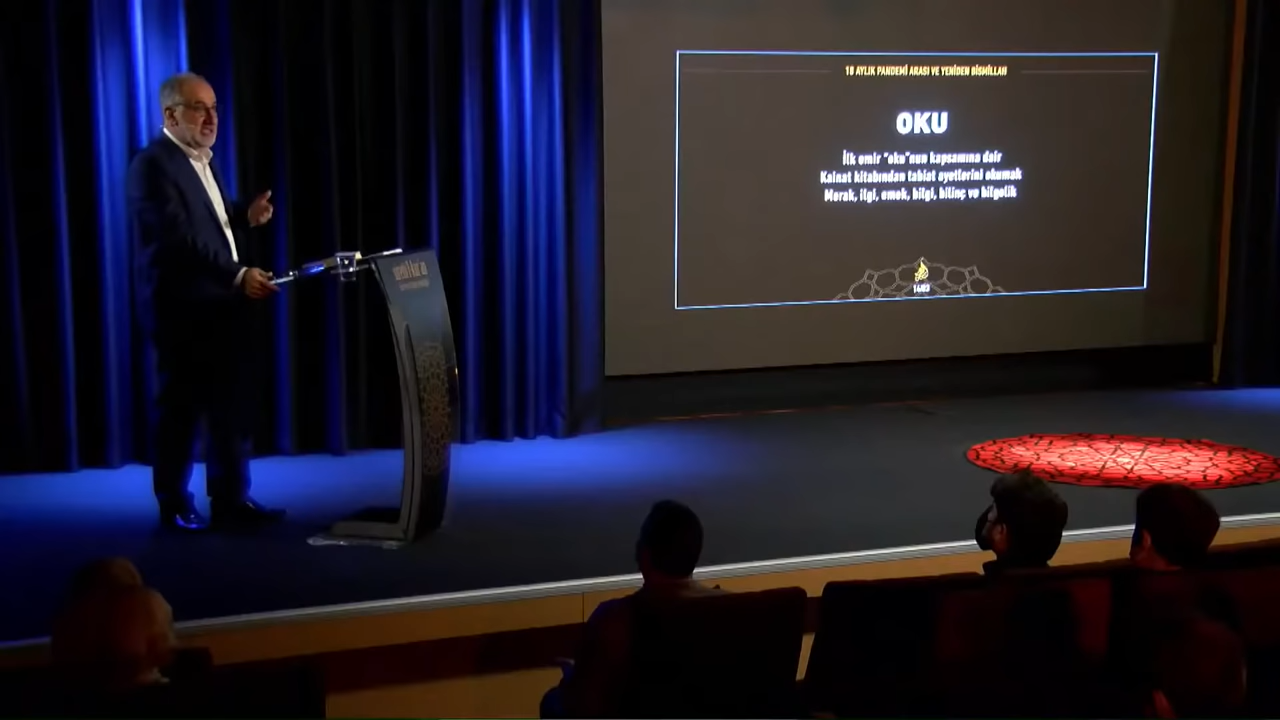 18 AYLIK PANDEMİ ARASI VE YENİDEN BİSMİLLAH
OKU
İlk emir "oku"nun kapsamına dair
Kainat kitabından tabiat ayetlerini okumak
Merak, ilgi, emek, bilgi, bilinç ve bilgelik
1443